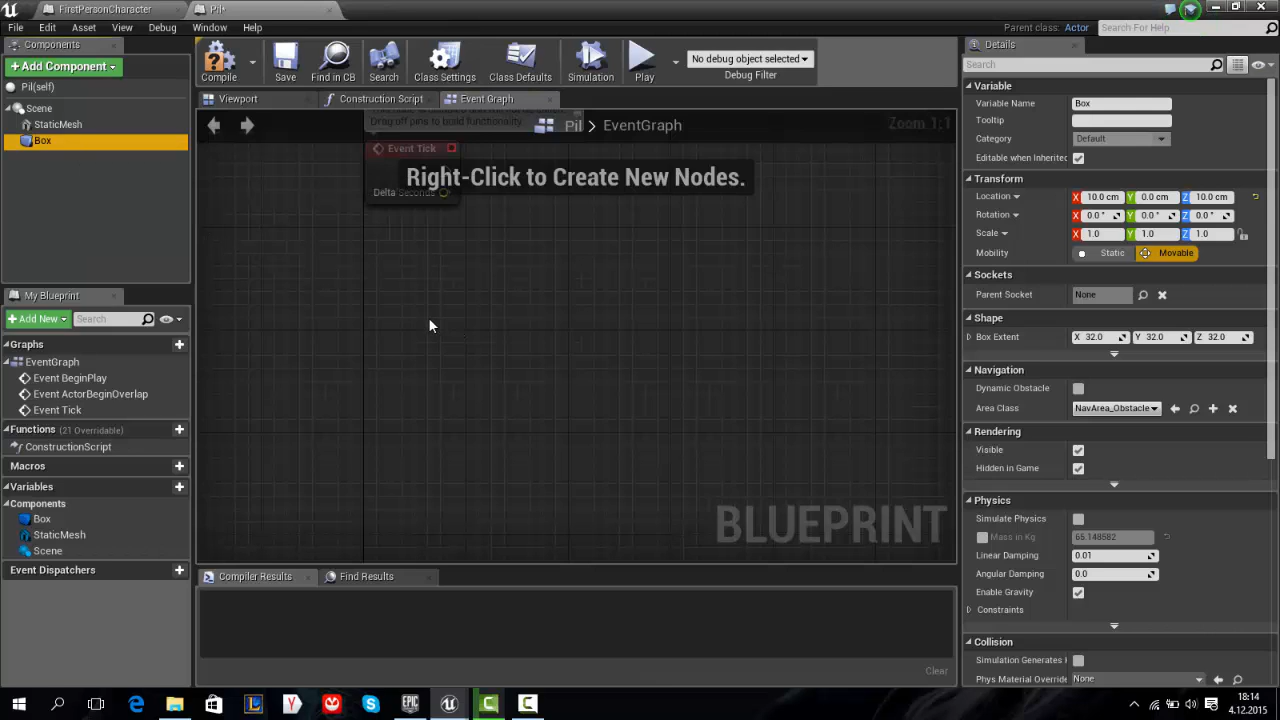 FirstPersonCharacter
Pil*
File
Edit
Asset
View
Debug
Window
Help
Parent class: Actor
Search For Help
Components
+ Add Component
Pil(self)
Scene
StaticMesh
Box
Compile
Save
Find in CB
Search
Class Settings
Class Defaults
Simulation
Play
No debug object selected
Debug Filter
Viewport
Construction Script
Event Graph
Drag off pins to build functionality.
Pil > EventGraph
Zoom 1:1
Event Tick
Delta Seconds
Right-Click to Create New Nodes.
BLUEPRINT
My Blueprint
+ Add New
Search
Graphs
EventGraph
Event BeginPlay
Event ActorBeginOverlap
Event Tick
Functions (21 Overridable)
ConstructionScript
Macros
Variables
Components
Box
StaticMesh
Scene
Event Dispatchers
Compiler Results
Find Results
Clear
Details
Search
Variable
Variable Name Box
Tooltip
Category Default
Editable when Inherited
Transform
Location X 10.0 cm Y 0.0 cm Z 10.0 cm
Rotation X 0.0 ° Y 0.0 ° Z 0.0 °
Scale X 1.0 Y 1.0 Z 1.0
Mobility Static Movable
Sockets
Parent Socket None
Shape
Box Extent X 32.0 Y 32.0 Z 32.0
Navigation
Dynamic Obstacle
Area Class NavArea_Obstacle
Rendering
Visible
Hidden in Game
Physics
Simulate Physics
Mass in Kg 65.148582
Linear Damping 0.01
Angular Damping 0.0
Enable Gravity
Constraints
Collision
Simulation Generates
Phys Material Override None
18:14
4.12.2015